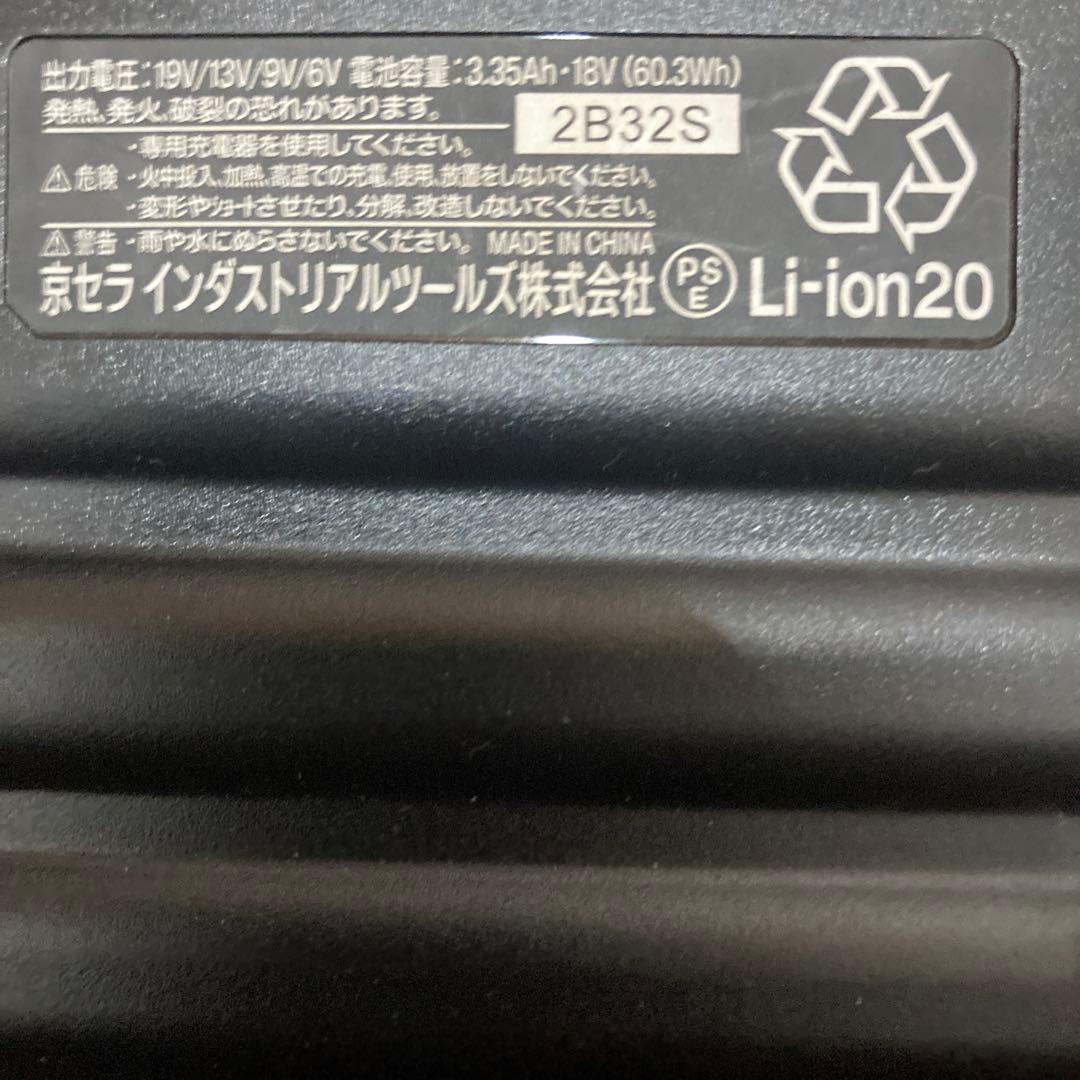 出力電圧:19V/13V/9V/6V 電池容量:3.35Ah･18V (60.3Wh)
発熱、発火、破裂の恐れがあります。
2B32S
･専用充電器を使用してください。
⚠危険 ･火中投入、加熱、高温での充電、使用、放置をしないでください。
･変形やショートさせたり、分解、改造しないでください。
⚠警告 ･雨や水にぬらさないでください。 MADE IN CHINA
京セラ インダストリアルツールズ株式会社 PSE Li-ion20